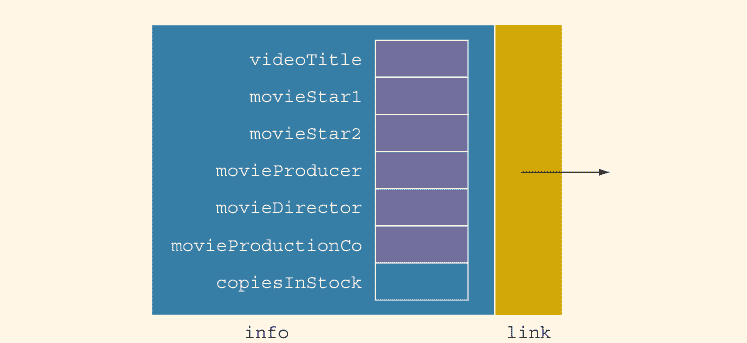 videoTitle
movieStar1
movieStar2
movieProducer
movieDirector
movieProductionCo
copiesInStock
info link